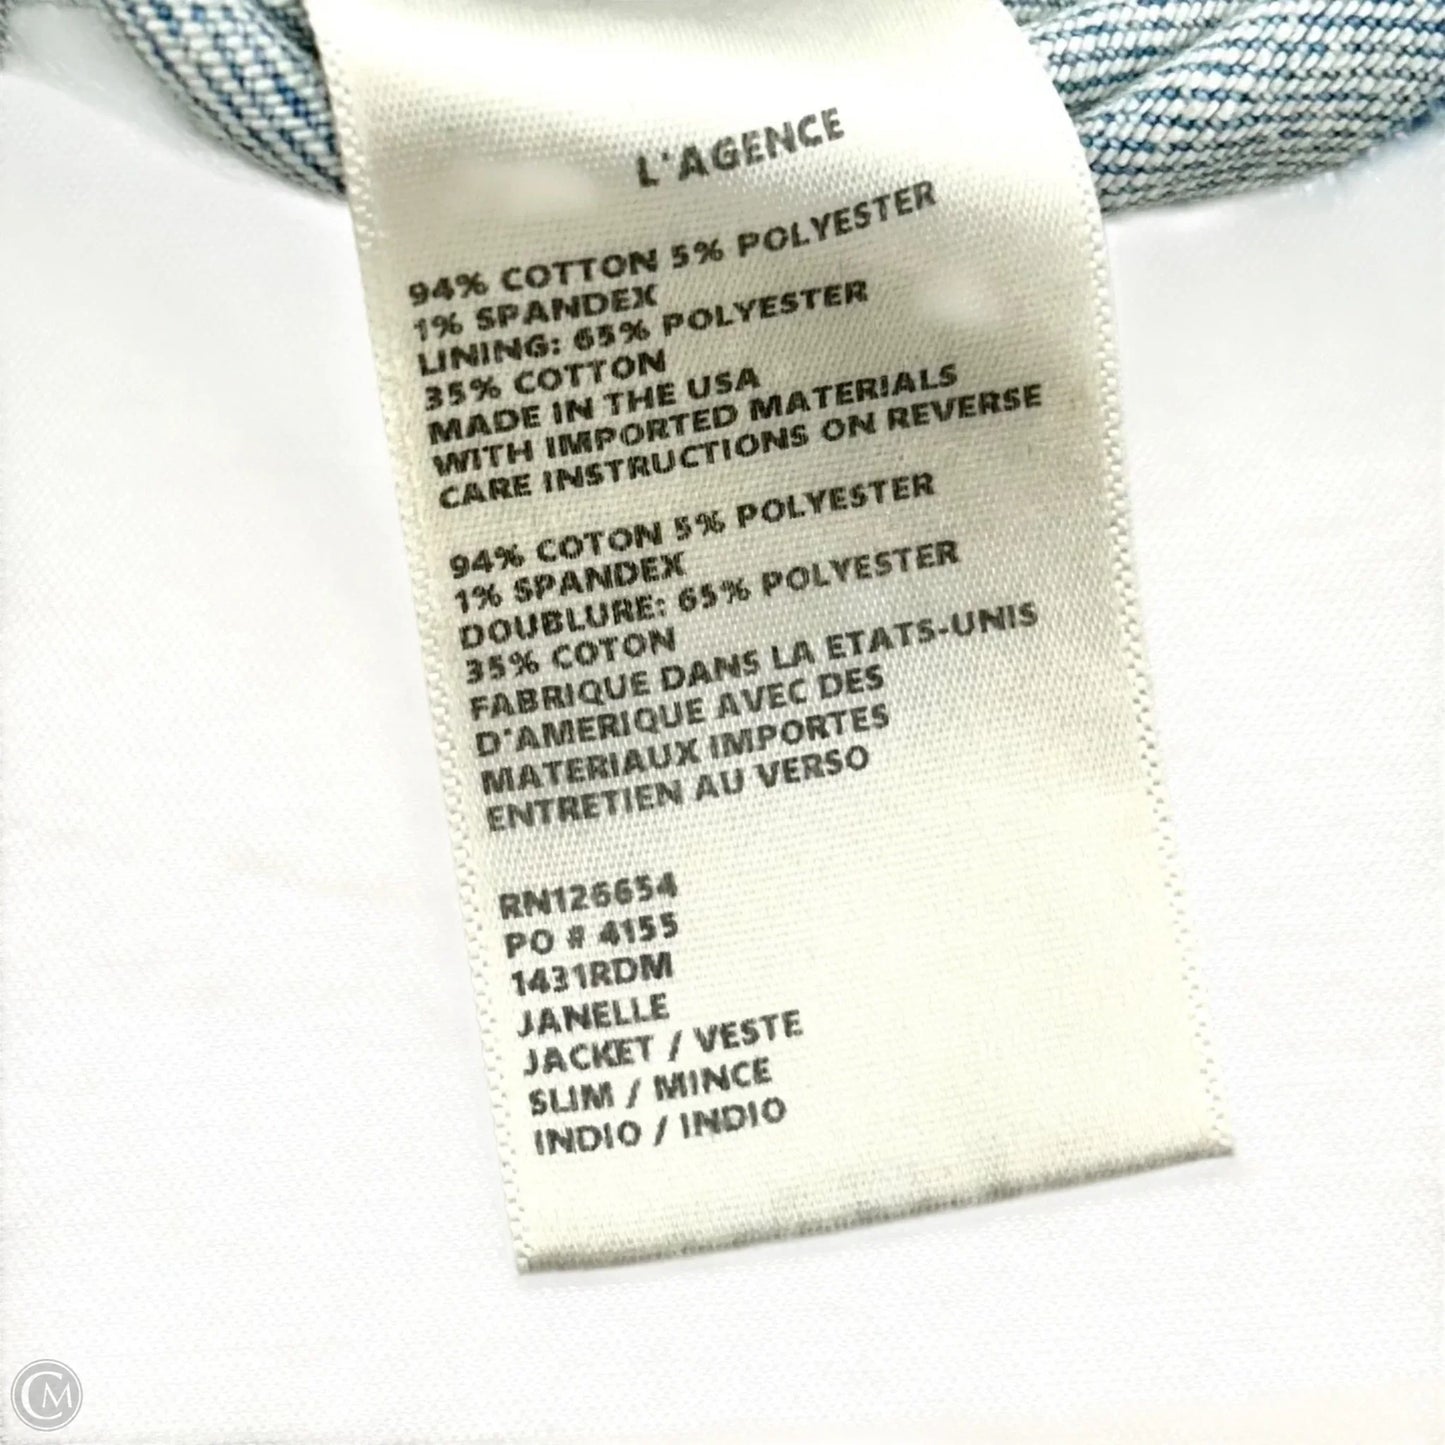 L'AGENCE
94% COTTON 5% POLYESTER
1% SPANDEX
LINING: 65% POLYESTER
35% COTTON
MADE IN THE USA
WITH IMPORTED MATERIALS
CARE INSTRUCTIONS ON REVERSE
94% COTON 5% POLYESTER
1% SPANDEX
DOUBLURE: 65% POLYESTER
35% COTON
FABRIQUE DANS LA ETATS-UNIS
D'AMERIQUE AVEC DES
MATERIAUX IMPORTES
ENTRETIEN AU VERSO
RN126654
PO # 4155
1431RDM
JANELLE
JACKET / VESTE
SLIM / MINCE
INDIO / INDIO
CM